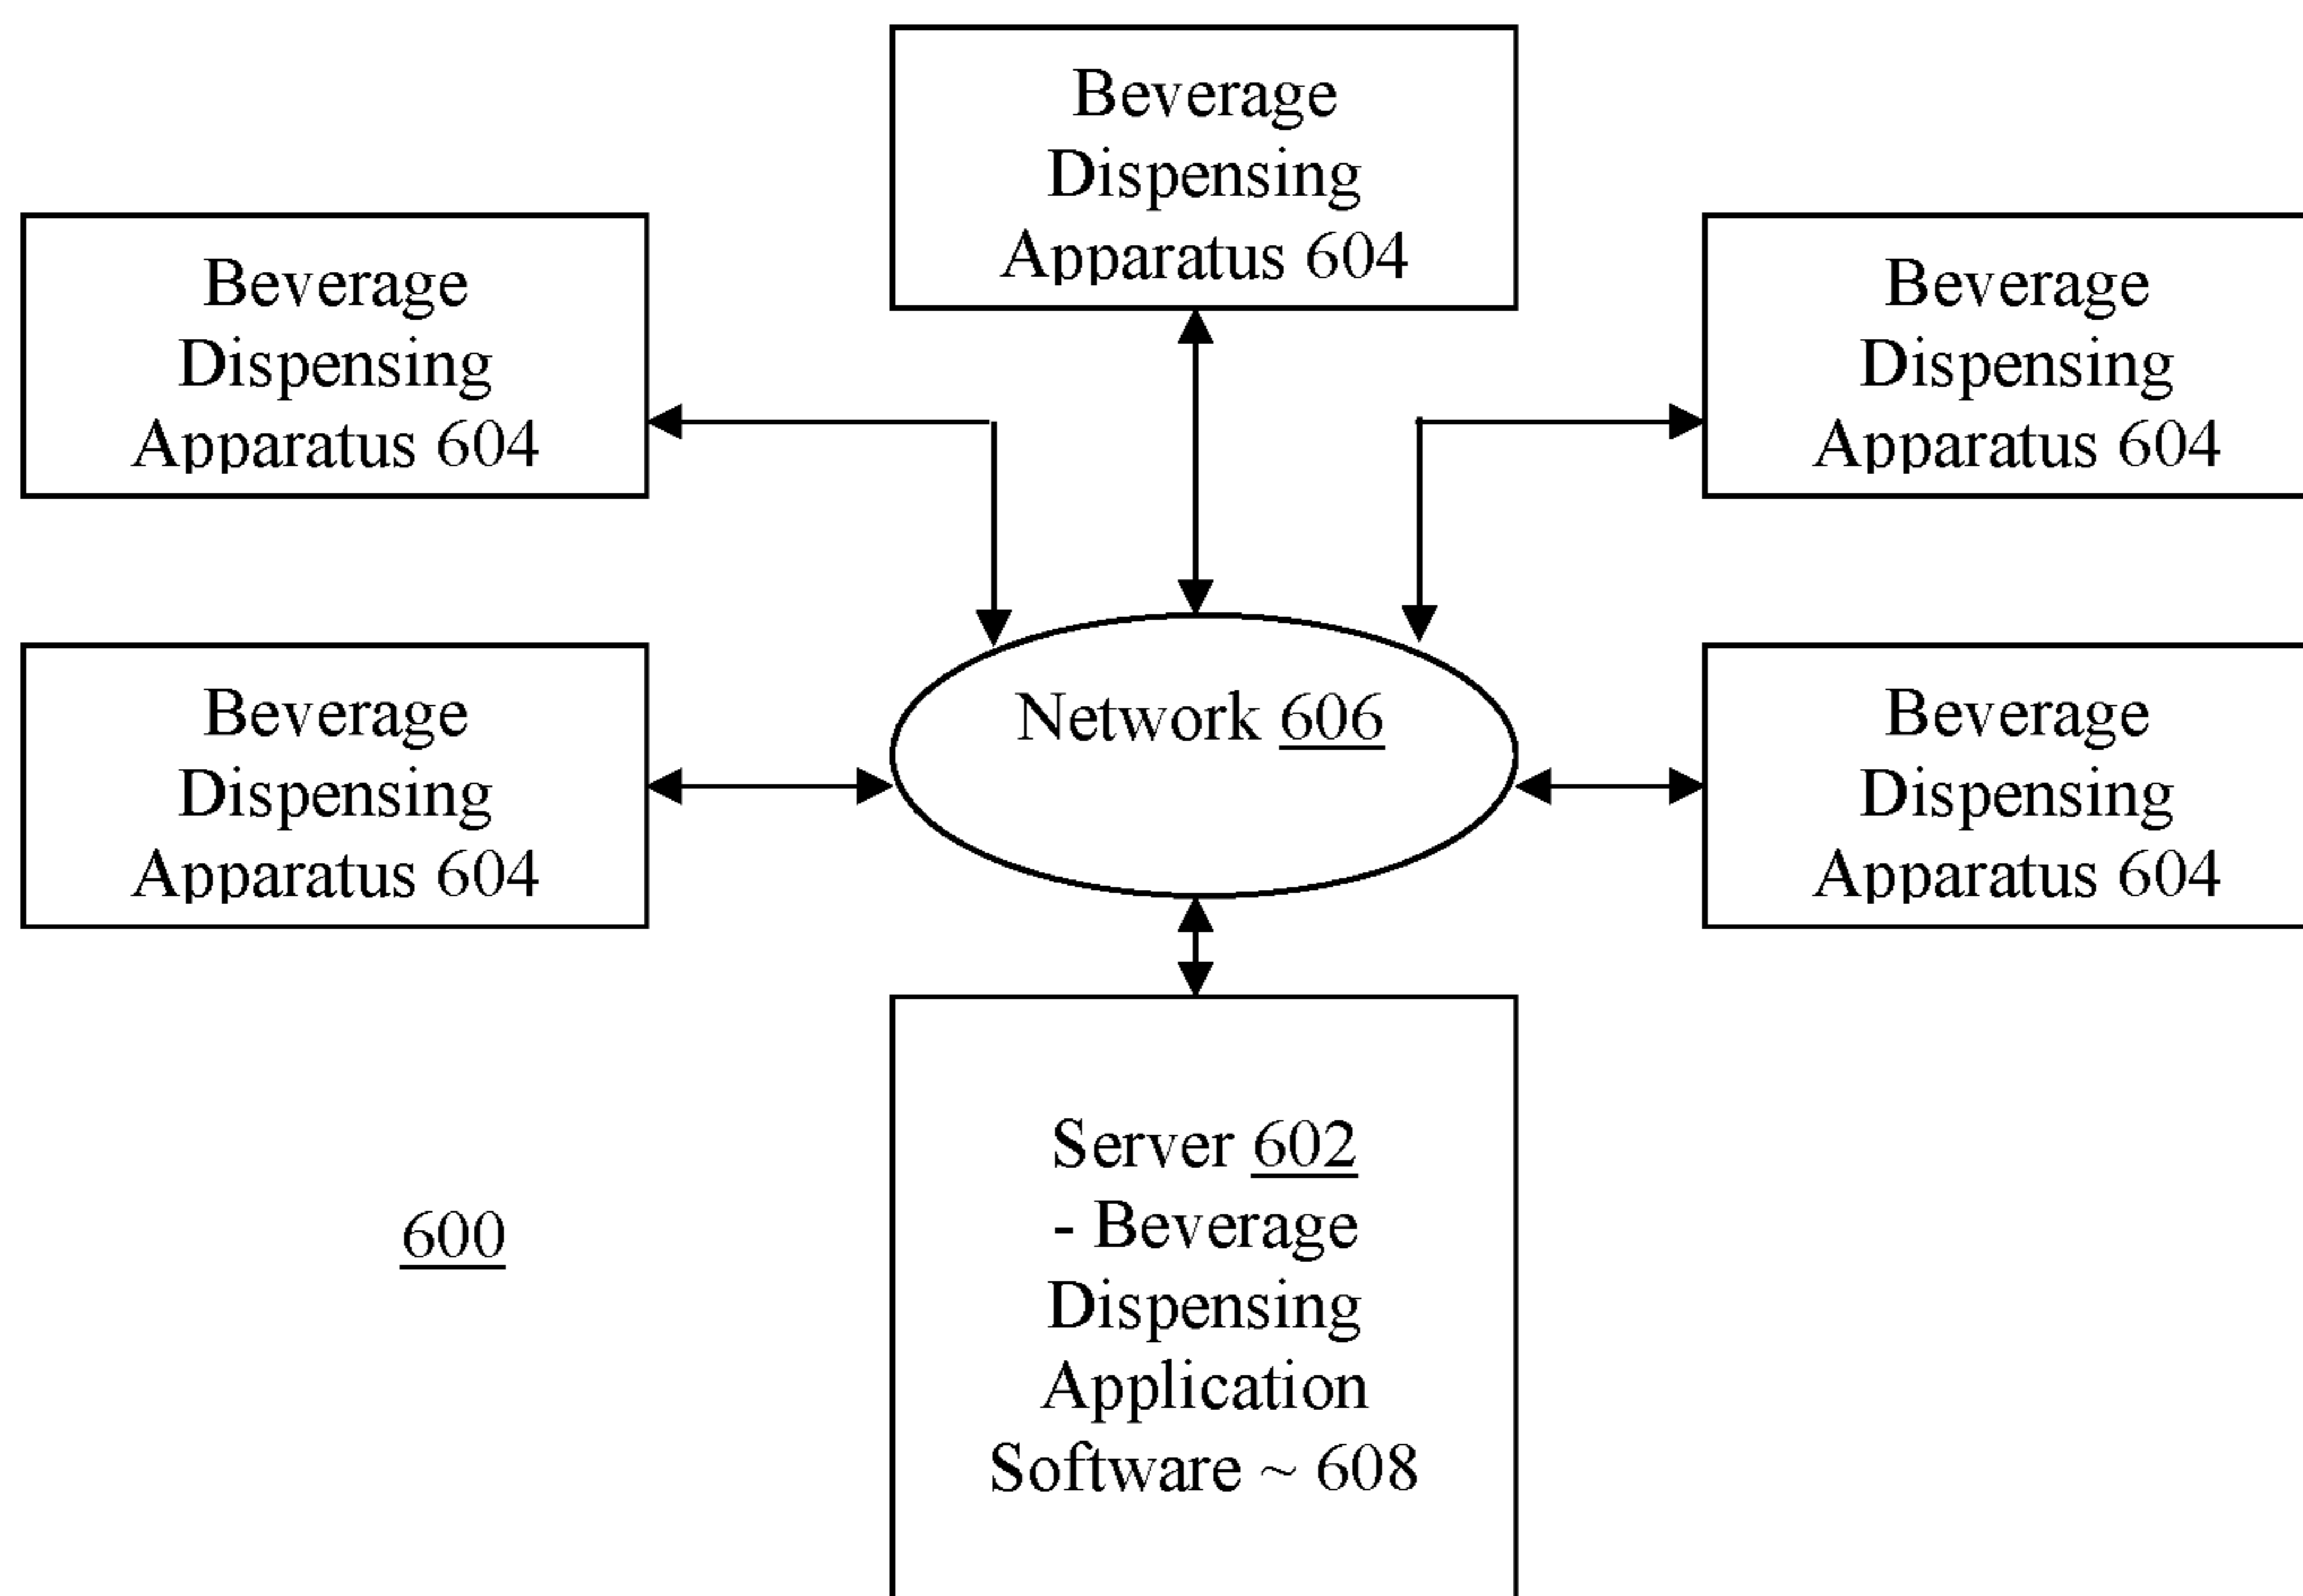 Beverage
Dispensing
Apparatus 604
Beverage
Dispensing
Apparatus 604
Beverage
Dispensing
Apparatus 604
Beverage
Dispensing
Apparatus 604
Network 606
Beverage
Dispensing
Apparatus 604
Server 602
- Beverage
Dispensing
Application
Software ~ 608
600